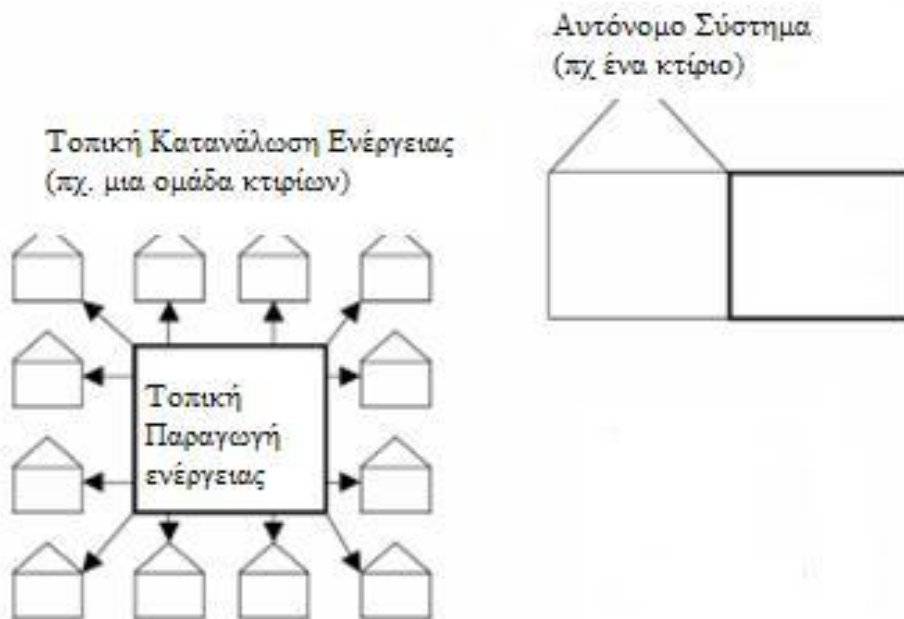 Αυτόνομο Σύστημα
(πχ ένα κτίριο)
Τοπική Κατανάλωση Ενέργειας
(πχ. μια ομάδα κτιρίων)
Τοπική
Παραγωγή
ενέργειας